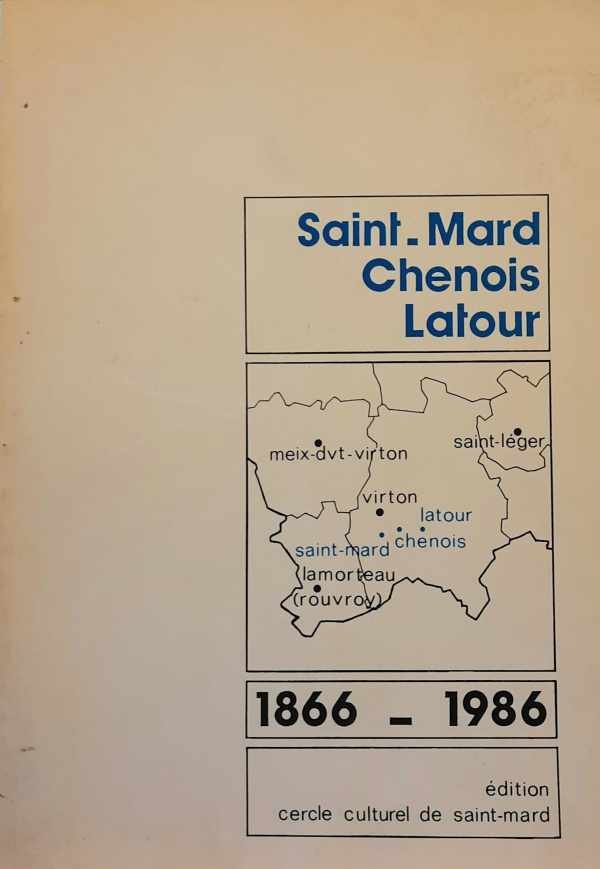 Saint-Mard
Chenois
Latour
meix-dvt-virton
saint-léger
virton
latour
chenois
saint-mard
lamorteau
(rouvroy)
1866 - 1986
édition
cercle culturel de saint-mard